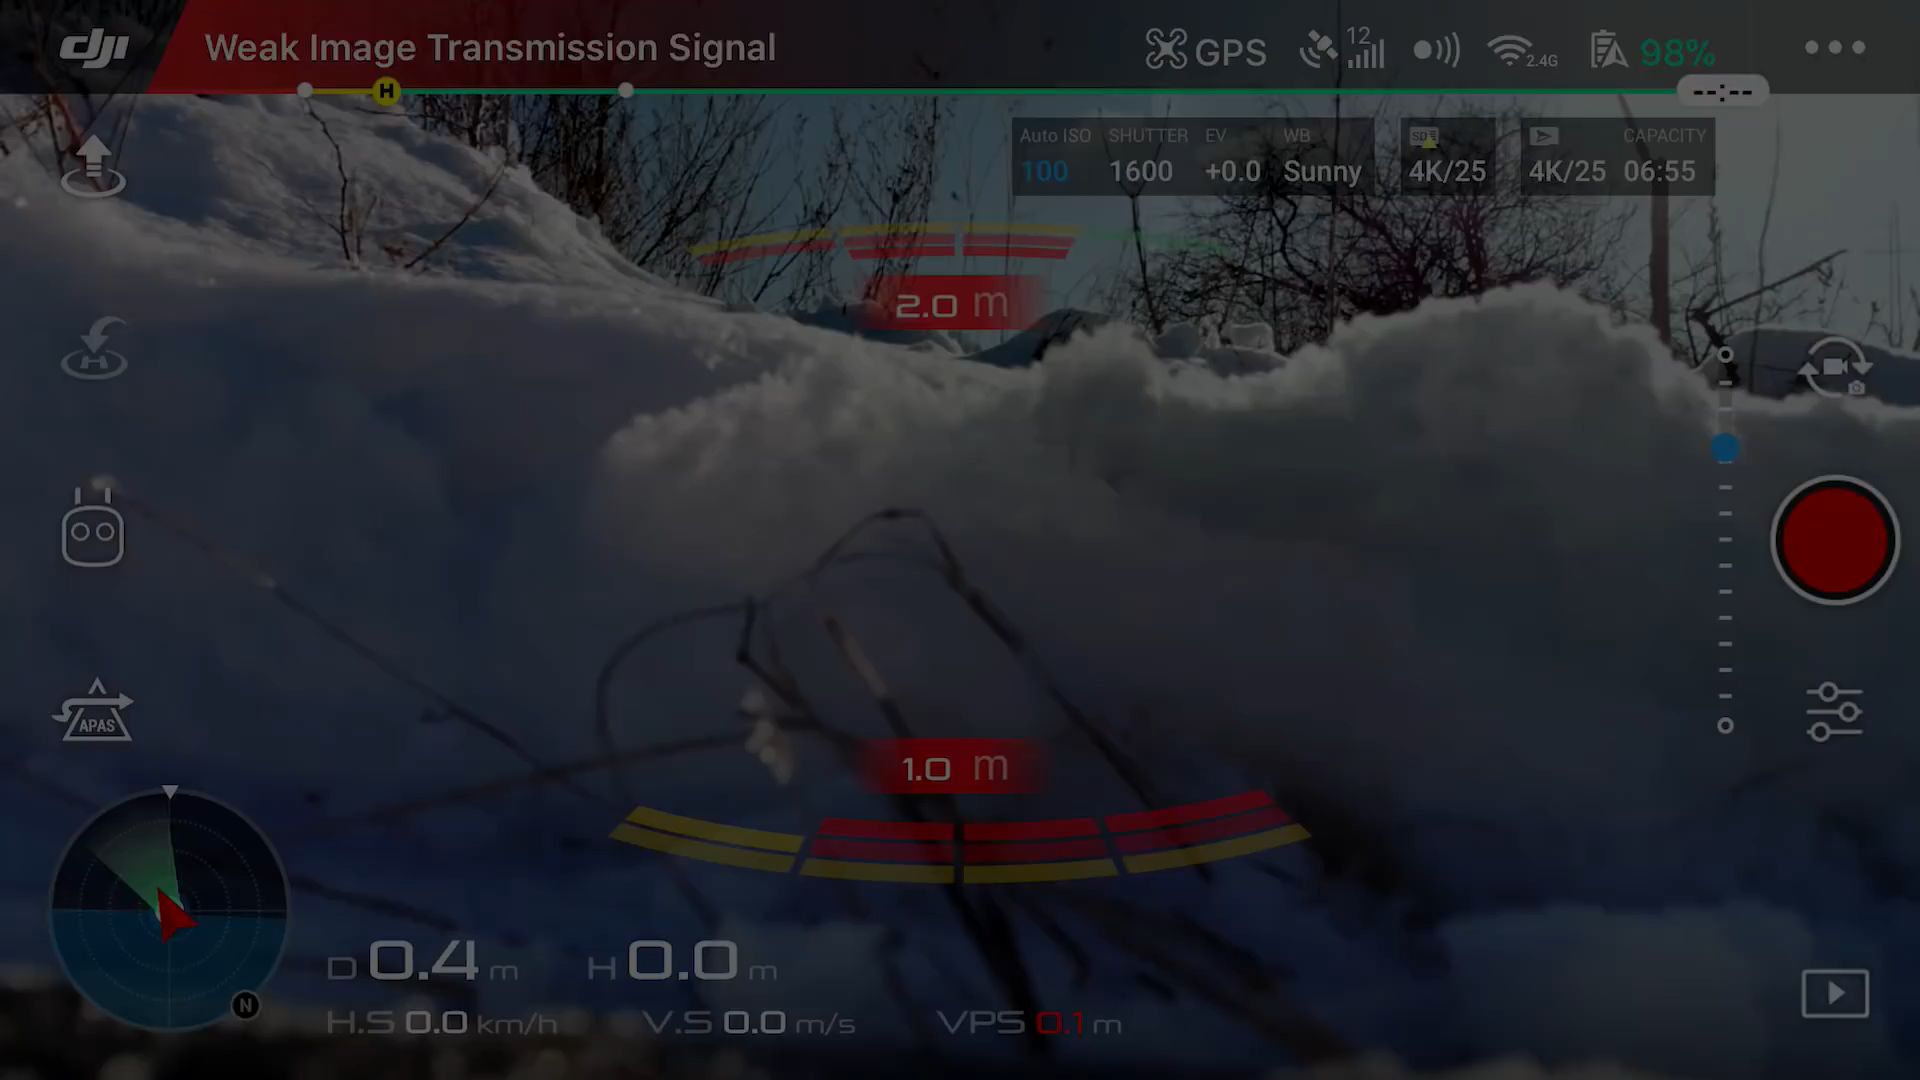 dji Weak Image Transmission Signal GPS 12 2.4G 98% •••
H --:--
Auto ISO SHUTTER EV WB SD CAPACITY
100 1600 +0.0 Sunny 4K/25 4K/25 06:55
2.0 m
H
APAS
1.0 m
N
D 0.4 m H 0.0 m
H.S 0.0 km/h V.S 0.0 m/s VPS 0.1 m